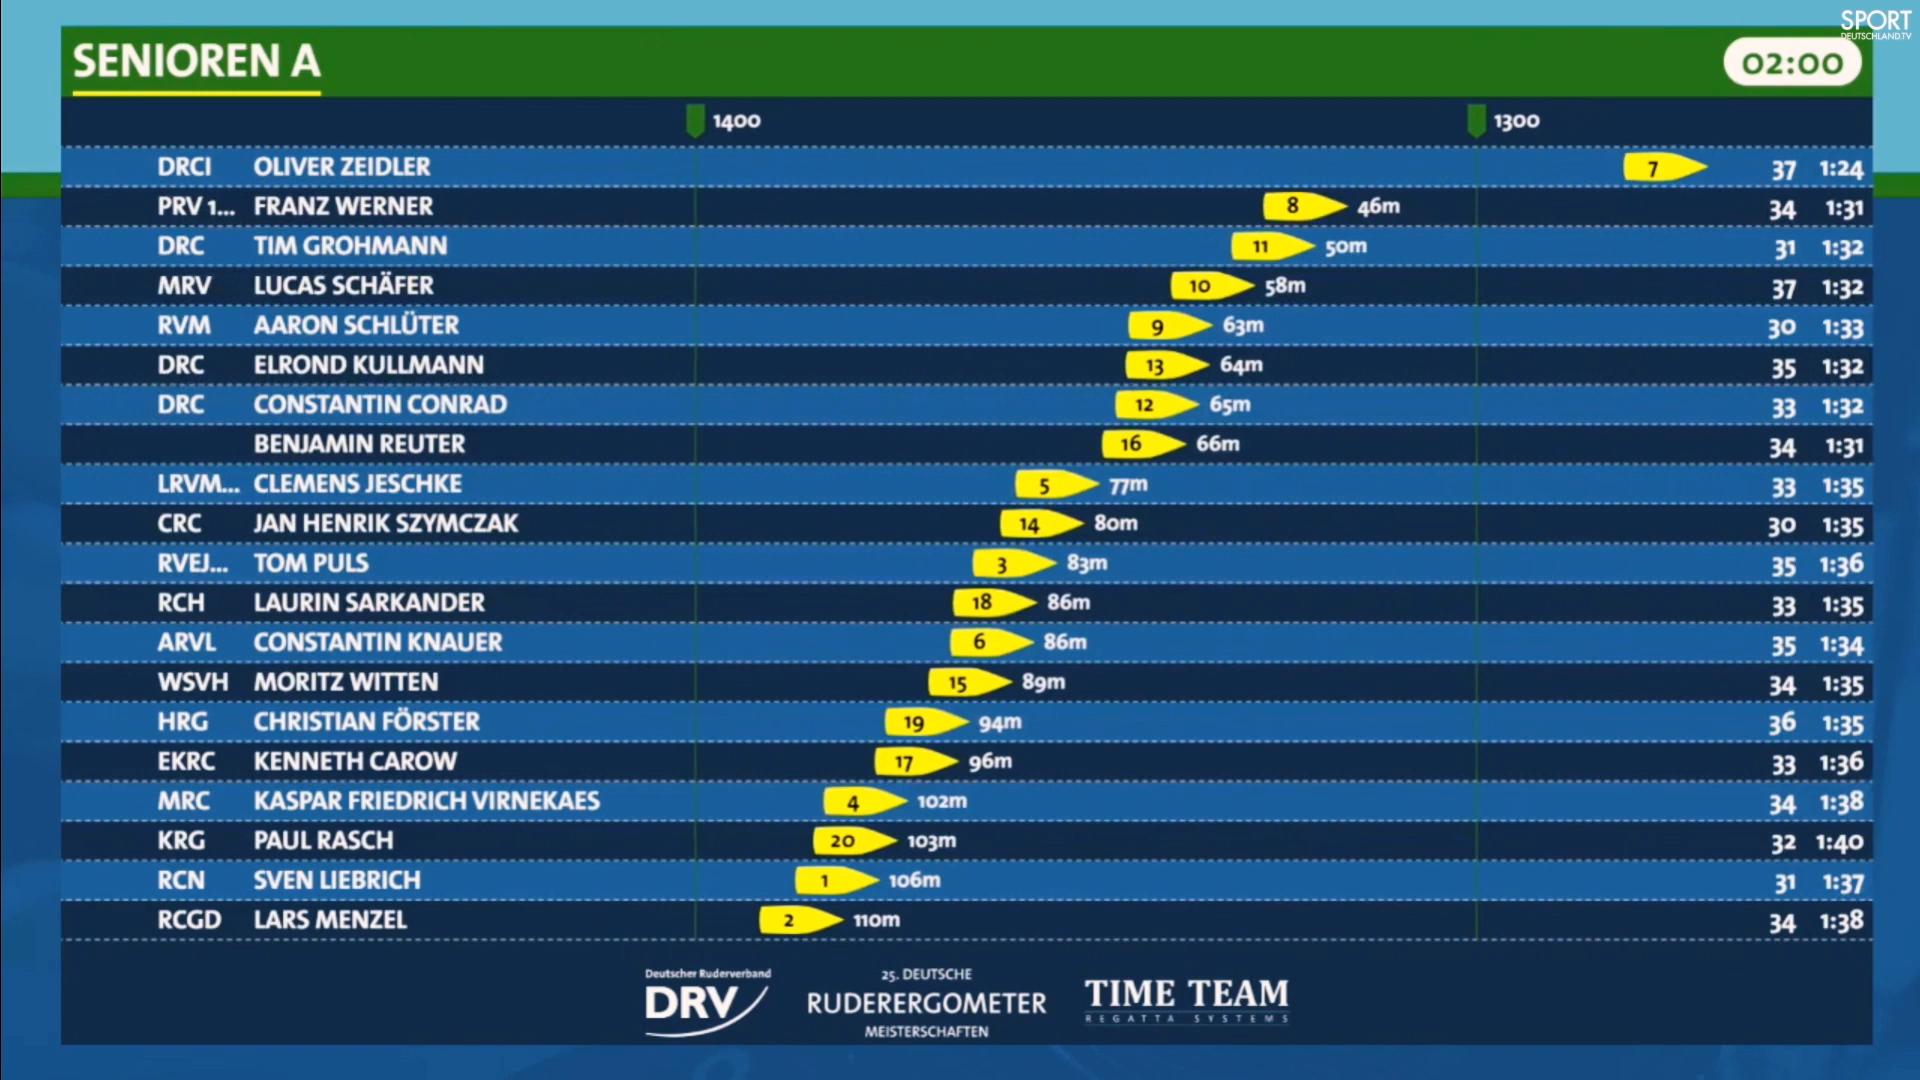 SPORT
DEUTSCHLAND.TV
SENIOREN A 02:00
1400 1300
DRCI OLIVER ZEIDLER 7 37 1:24
PRV 1... FRANZ WERNER 8 46m 34 1:31
DRC TIM GROHMANN 11 50m 31 1:32
MRV LUCAS SCHÄFER 10 58m 37 1:32
RVM AARON SCHLÜTER 9 63m 30 1:33
DRC ELROND KULLMANN 13 64m 35 1:32
DRC CONSTANTIN CONRAD 12 65m 33 1:32
BENJAMIN REUTER 16 66m 34 1:31
LRVM... CLEMENS JESCHKE 5 77m 33 1:35
CRC JAN HENRIK SZYMCZAK 14 80m 30 1:35
RVEJ... TOM PULS 3 83m 35 1:36
RCH LAURIN SARKANDER 18 86m 33 1:35
ARVL CONSTANTIN KNAUER 6 86m 35 1:34
WSVH MORITZ WITTEN 15 89m 34 1:35
HRG CHRISTIAN FÖRSTER 19 94m 36 1:35
EKRC KENNETH CAROW 17 96m 33 1:36
MRC KASPAR FRIEDRICH VIRNEKAES 4 102m 34 1:38
KRG PAUL RASCH 20 103m 32 1:40
RCN SVEN LIEBRICH 1 106m 31 1:37
RCGD LARS MENZEL 2 110m 34 1:38
Deutscher Ruderverband
DRV
25. DEUTSCHE
RUDERERGOMETER
MEISTERSCHAFTEN
TIME TEAM
REGATTA SYSTEMS